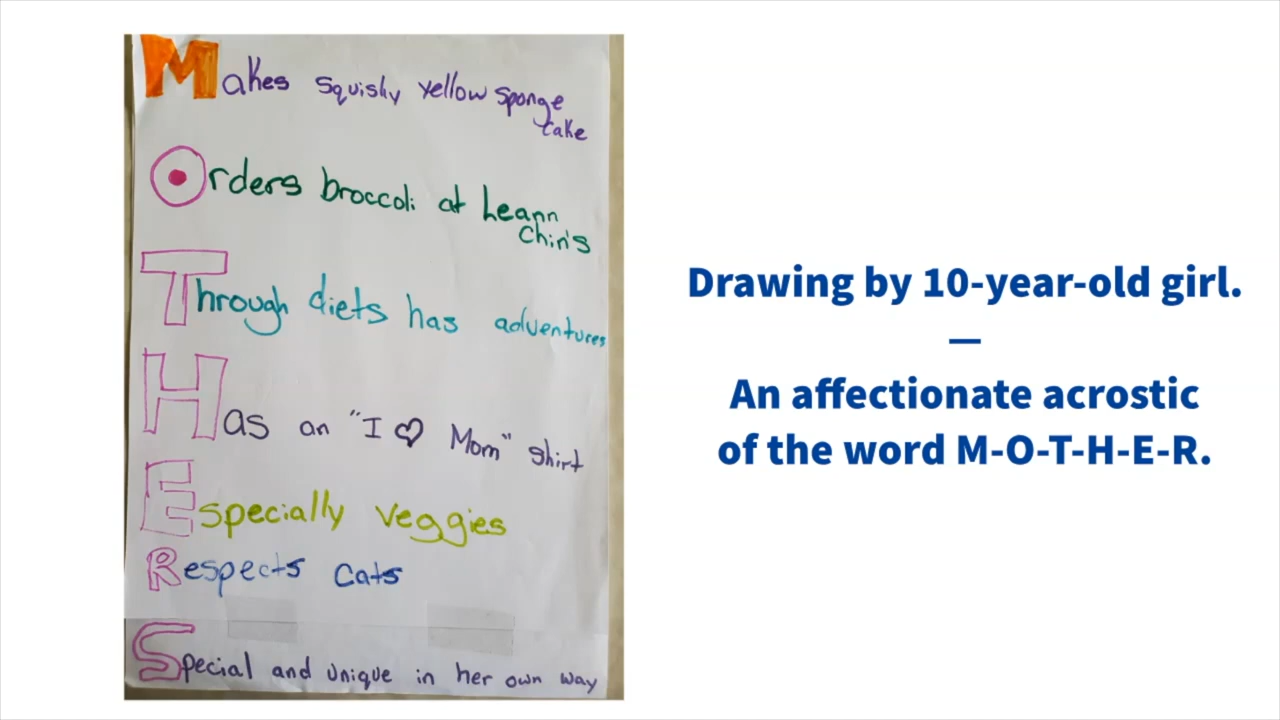 Makes squishy yellow sponge
cake
Orders broccoli at Leann
Chin's
Through diets has adventures
Has an "I ♡ Mom" shirt
Especially veggies
Respects cats
Special and unique in her own way
Drawing by 10-year-old girl.
—
An affectionate acrostic
of the word M-O-T-H-E-R.